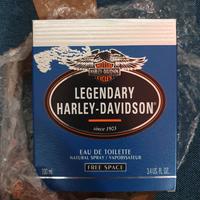 HARLEY-DAVIDSON
LEGENDARY
HARLEY-DAVIDSON
since 1903
EAU DE TOILETTE
NATURAL SPRAY / VAPORISATEUR
FREE SPACE
100 ml
3.4 US. FL. OZ.